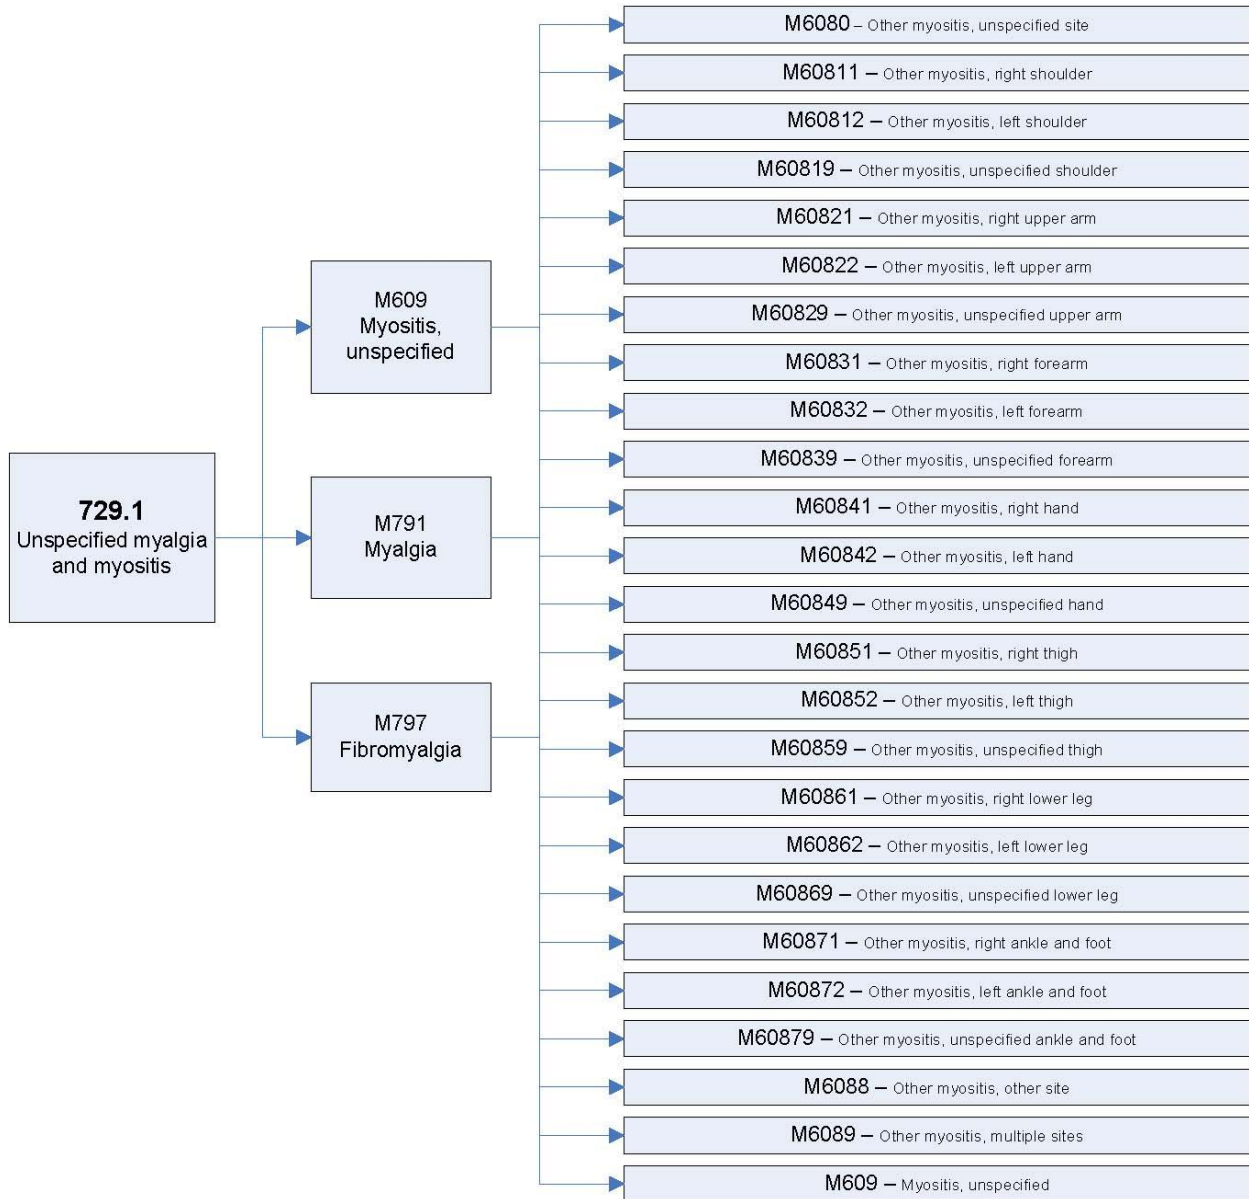 729.1
Unspecified myalgia
and myositis
M609
Myositis,
unspecified
M791
Myalgia
M797
Fibromyalgia
M6080 – Other myositis, unspecified site
M60811 – Other myositis, right shoulder
M60812 – Other myositis, left shoulder
M60819 – Other myositis, unspecified shoulder
M60821 – Other myositis, right upper arm
M60822 – Other myositis, left upper arm
M60829 – Other myositis, unspecified upper arm
M60831 – Other myositis, right forearm
M60832 – Other myositis, left forearm
M60839 – Other myositis, unspecified forearm
M60841 – Other myositis, right hand
M60842 – Other myositis, left hand
M60849 – Other myositis, unspecified hand
M60851 – Other myositis, right thigh
M60852 – Other myositis, left thigh
M60859 – Other myositis, unspecified thigh
M60861 – Other myositis, right lower leg
M60862 – Other myositis, left lower leg
M60869 – Other myositis, unspecified lower leg
M60871 – Other myositis, right ankle and foot
M60872 – Other myositis, left ankle and foot
M60879 – Other myositis, unspecified ankle and foot
M6088 – Other myositis, other site
M6089 – Other myositis, multiple sites
M609 – Myositis, unspecified